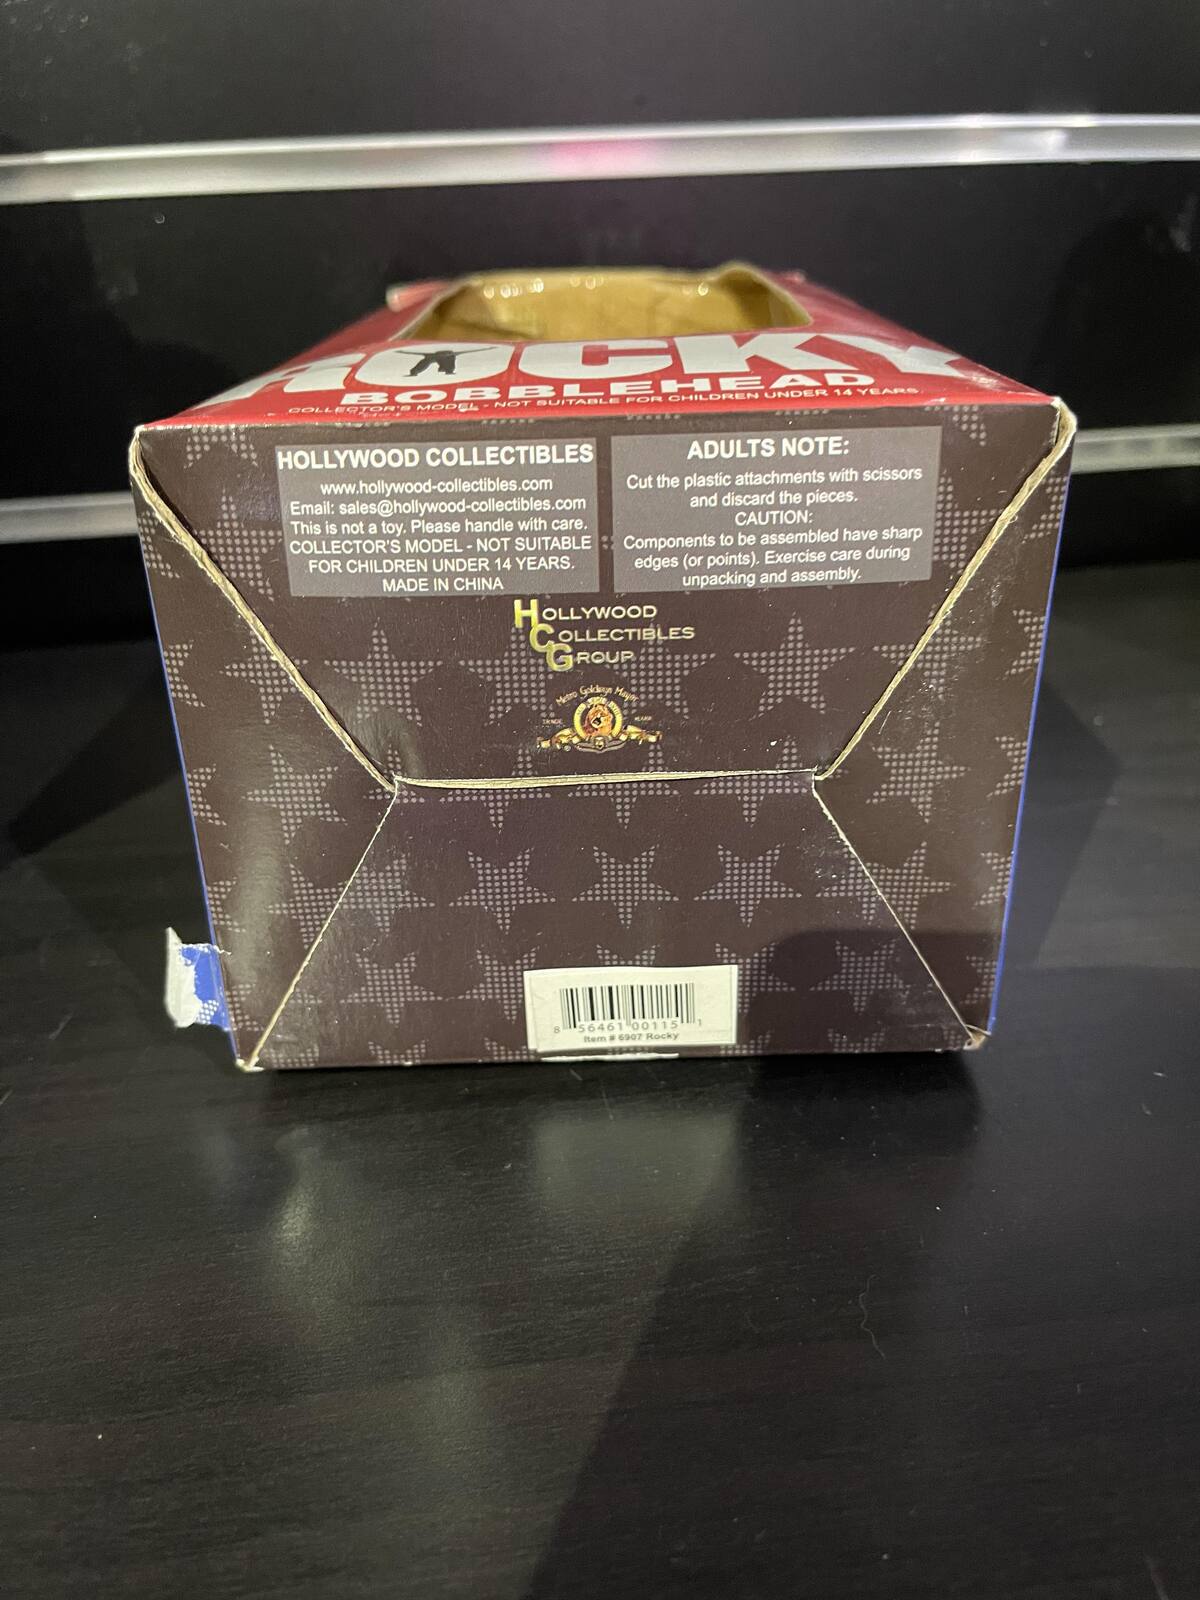 ROCKY
BOBBLEHEAD
COLLECTOR'S MODEL - NOT SUITABLE FOR CHILDREN UNDER 14 YEARS.
HOLLYWOOD COLLECTIBLES
www.hollywood-collectibles.com
Email: sales@hollywood-collectibles.com
This is not a toy. Please handle with care.
COLLECTOR'S MODEL - NOT SUITABLE
FOR CHILDREN UNDER 14 YEARS.
MADE IN CHINA
ADULTS NOTE:
Cut the plastic attachments with scissors
and discard the pieces.
CAUTION:
Components to be assembled have sharp
edges (or points). Exercise care during
unpacking and assembly.
HOLLYWOOD
COLLECTIBLES
GROUP
Metro Goldwyn Mayer
TRADE MARK
8 56461 00115 1
Item # 6907 Rocky